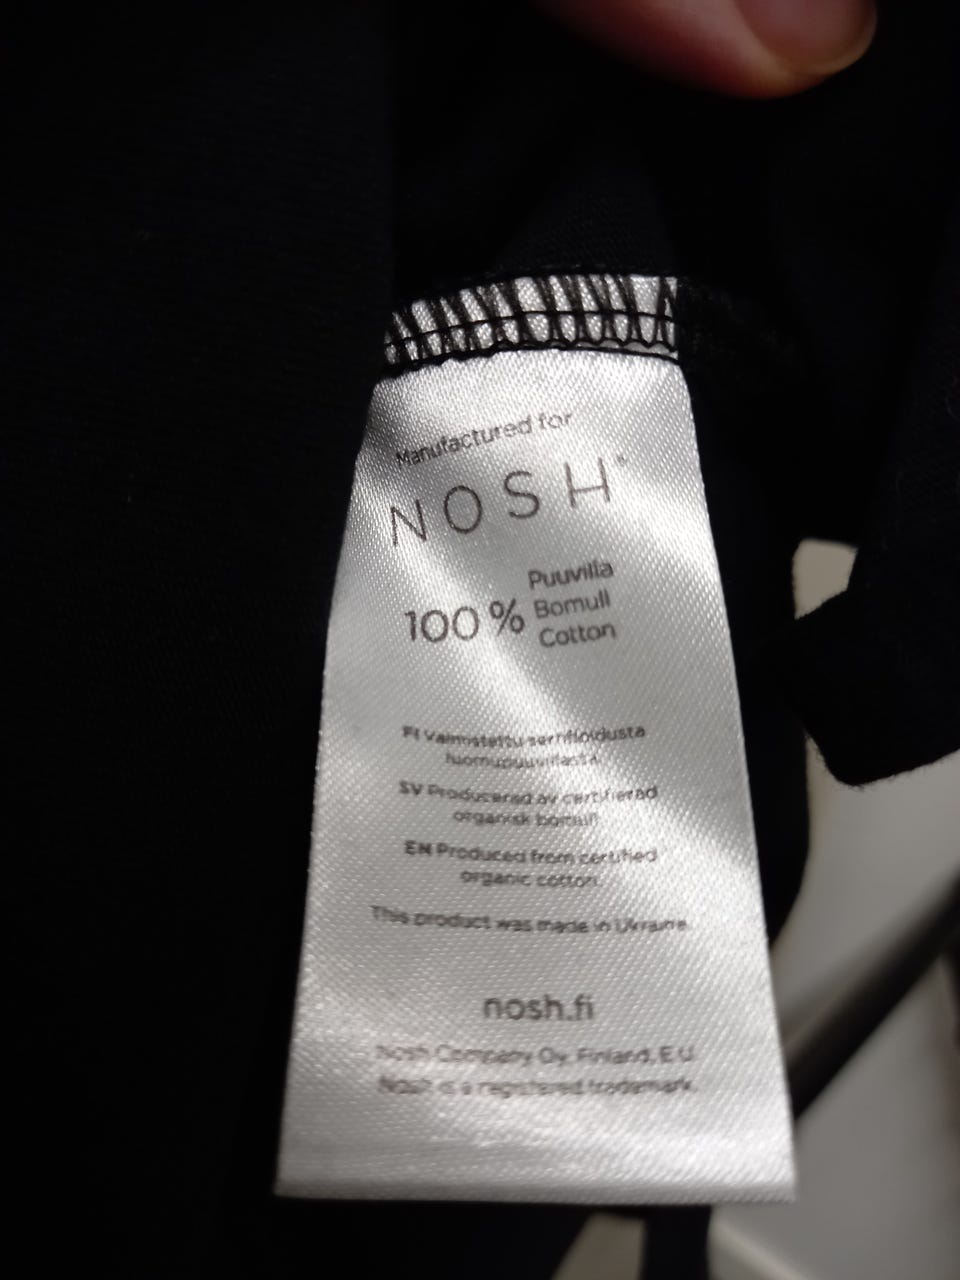 Manufactured for
NOSH
100 % Puuvilla
Bomull
Cotton
FI Valmistettu sertifioidusta
luomupuuvillasta.
SV Producerad av certifierad
organisk bomull.
EN Produced from certified
organic cotton.
This product was made in Ukraine.
nosh.fi
Nosh Company Oy, Finland, E.U.
Nosh is a registered trademark.